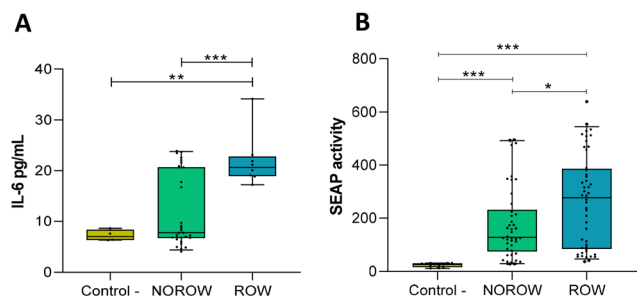 A
***
**
IL-6 pg/mL
40
30
20
10
0
Control -
NOROW
ROW
B
***
***
*
SEAP activity
800
600
400
200
0
Control -
NOROW
ROW